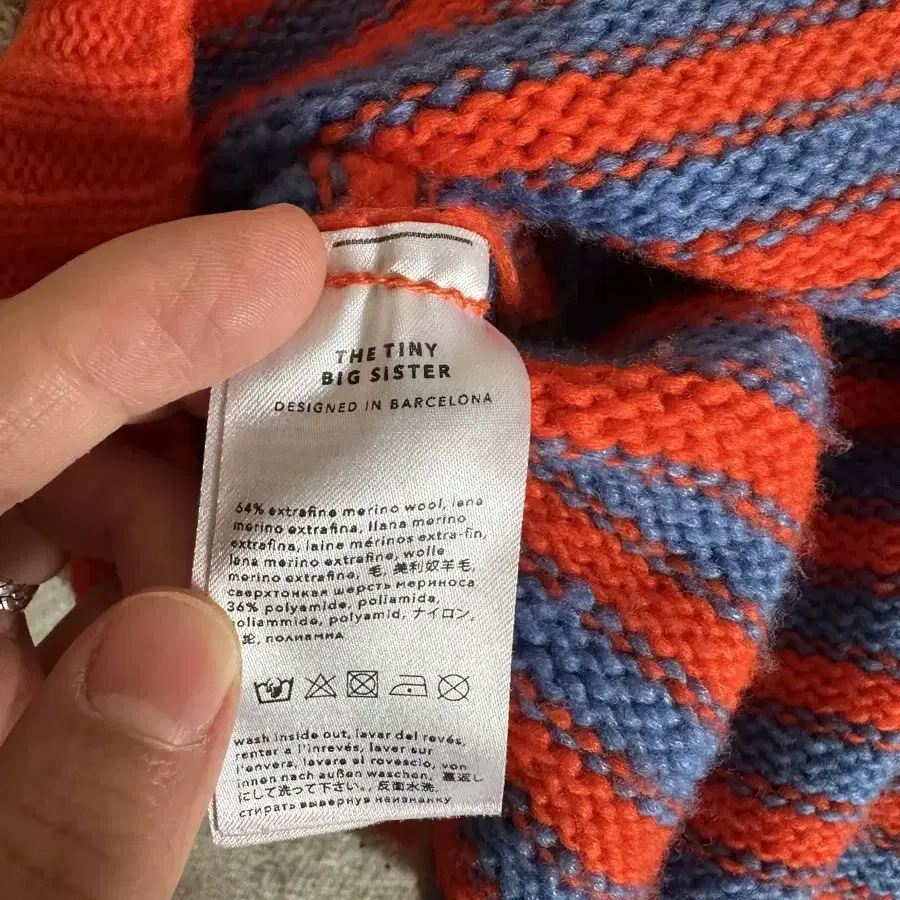 THE TINY
BIG SISTER
DESIGNED IN BARCELONA
64% extrafine merino wool, lana
merino extrafina, llana merino
extrafina, laine mérinos extra-fin,
lana merino extrafine, wolle
merino extrafine, 毛, 美利奴羊毛,
сверхтонкая шерсть мериноса
36% polyamide, poliamida,
poliammide, polyamid, ナイロン,
полиамид
wash inside out, lavar del revés,
rentar a l'inrevés, laver sur
l'envers, lavare al rovescio, von
innen nach außen waschen, 裏返し
にして洗って下さい。, 反面水洗,
стирать вывернув наизнанку